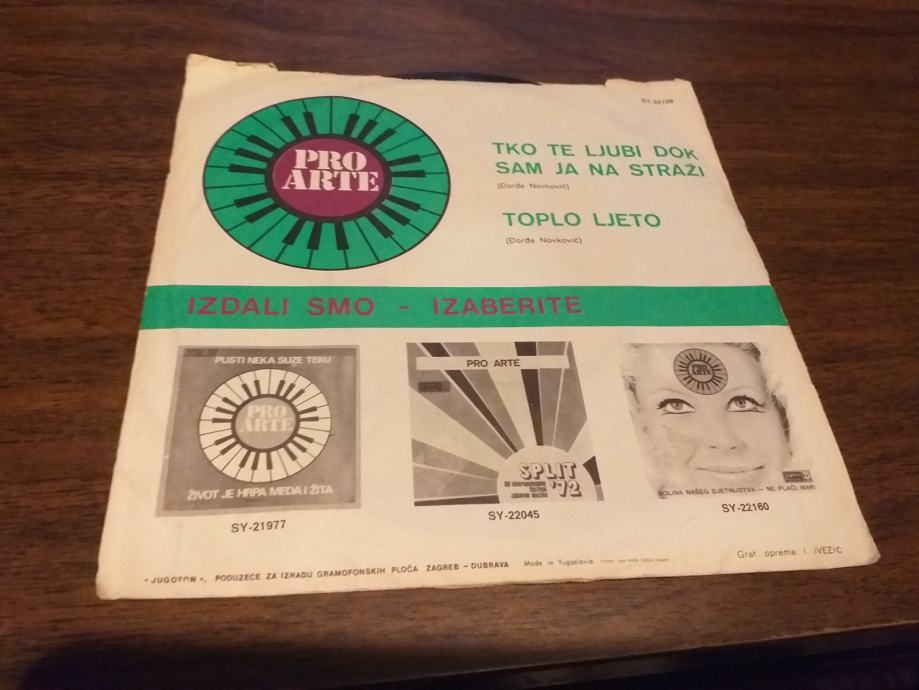 PRO
ARTE
TKO TE LJUBI DOK
SAM JA NA STRAŽI
(Đorđe Novković)
TOPLO LJETO
(Đorđe Novković)
IZDALI SMO – IZABERITE
PUSTI NEKA SUZE TEKU
PRO
ARTE
ŽIVOT JE HRPA MEDA I ŽITA
SY-21977
PRO ARTE
SPLIT
'72
SY-22045
PRO
ARTE
BOLINA NAŠEG DJETINJSTVA — NE PLAČI, MARI
SY-22160
Graf. oprema: I. IVEZIĆ
»JUGOTON«, PODUZEĆE ZA IZRADU GRAMOFONSKIH PLOČA ZAGREB – DUBRAVA Made in Yugoslavia